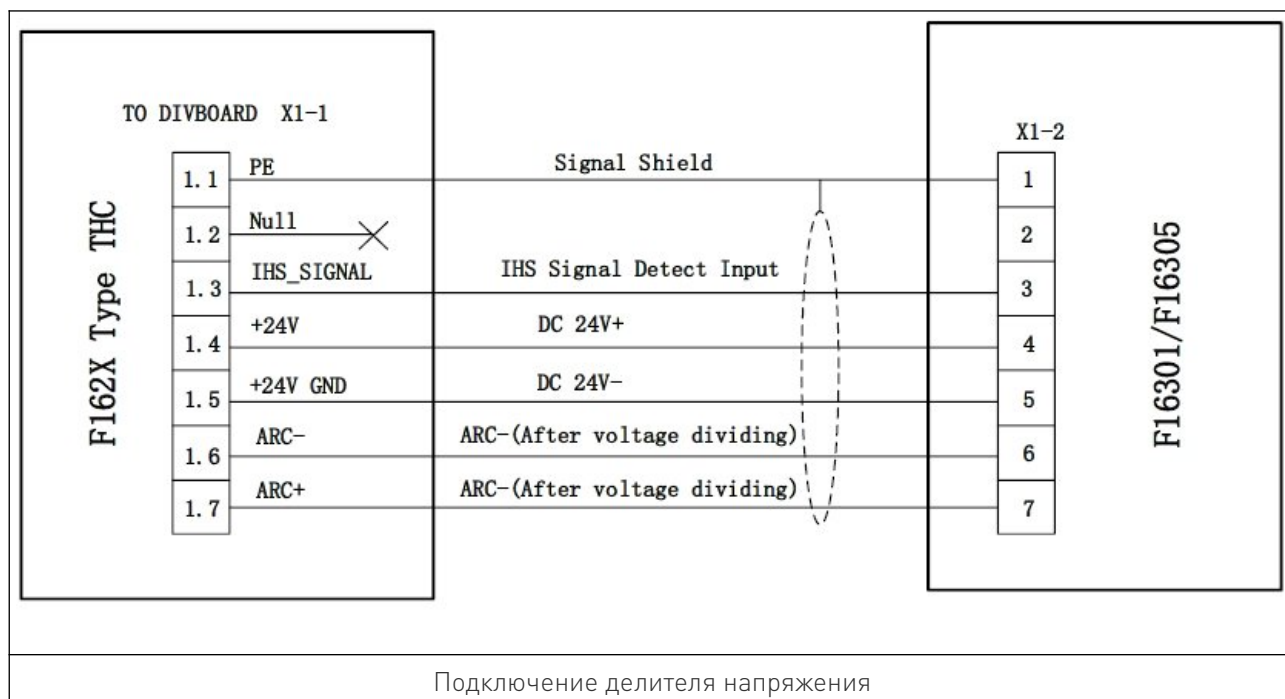 TO DIVBOARD X1-1
X1-2
F162X Type THC
1.1 PE Signal Shield 1
1.2 Null 2
1.3 IHS_SIGNAL IHS Signal Detect Input 3
1.4 +24V DC 24V+ 4
1.5 +24V GND DC 24V- 5
1.6 ARC- ARC-(After voltage dividing) 6
1.7 ARC+ ARC-(After voltage dividing) 7
F16301/F16305
Подключение делителя напряжения